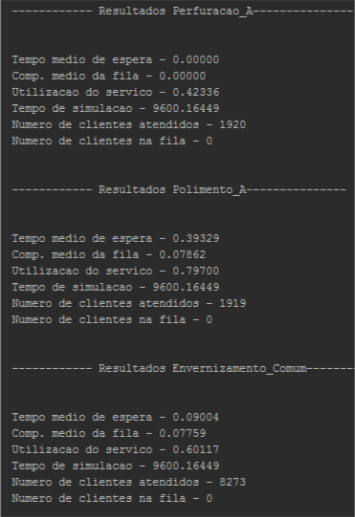 ------------ Resultados Perfuracao_A---------------
Tempo medio de espera - 0.00000
Comp. medio da fila - 0.00000
Utilizacao do servico - 0.42336
Tempo de simulacao - 9600.16449
Numero de clientes atendidos - 1920
Numero de clientes na fila - 0
------------ Resultados Polimento_A---------------
Tempo medio de espera - 0.39329
Comp. medio da fila - 0.07862
Utilizacao do servico - 0.79700
Tempo de simulacao - 9600.16449
Numero de clientes atendidos - 1919
Numero de clientes na fila - 0
------------ Resultados Envernizamento_Comum-------
Tempo medio de espera - 0.09004
Comp. medio da fila - 0.07759
Utilizacao do servico - 0.60117
Tempo de simulacao - 9600.16449
Numero de clientes atendidos - 8273
Numero de clientes na fila - 0